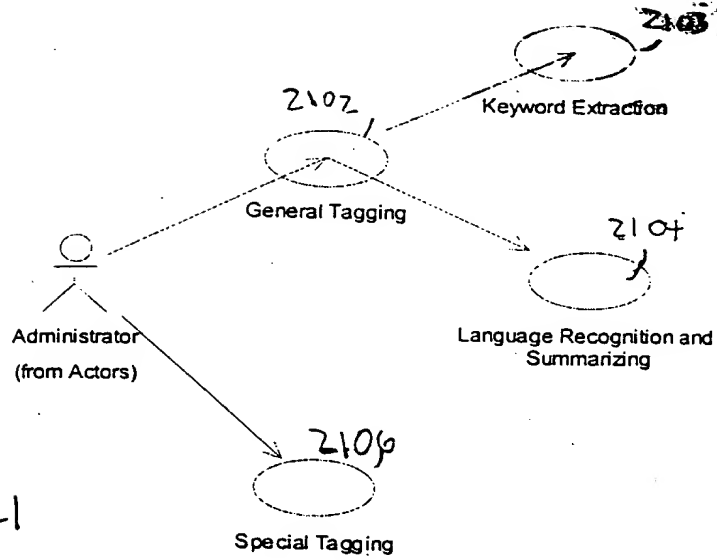 Keyword Extraction
2102
General Tagging
2104
Language Recognition and
Summarizing
Administrator
(from Actors)
2106
Special Tagging